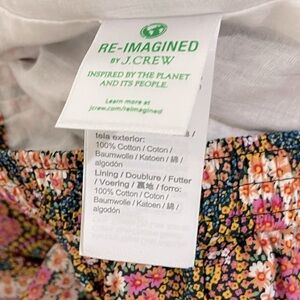 RE-IMAGINED
BY J.CREW
INSPIRED BY THE PLANET
AND ITS PEOPLE.
Learn more at
jcrew.com/reimagined
tela exterior:
100% Cotton / Coton /
Baumwolle / Katoen / 綿 /
algodón
Lining / Doublure / Futter
/ Voering / 裏地 / forro:
100% Cotton / Coton /
Baumwolle / Katoen / 綿 /
algodón